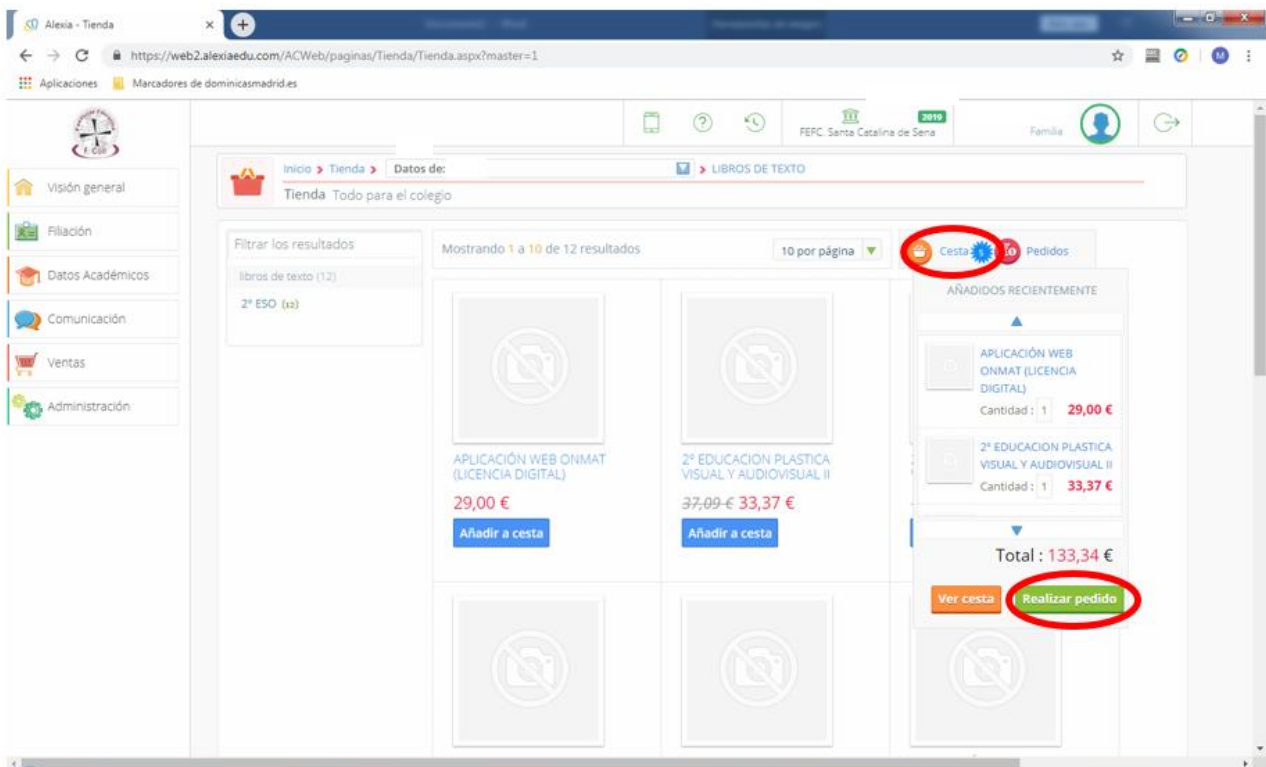 Alexia - Tienda
https://web2.alexiaedu.com/ACWeb/paginas/Tienda/Tienda.aspx?master=1
Aplicaciones Marcadores de dominicasmadrid.es
2019
FEFC. Santa Catalina de Sena
Familia
F. Coll
Visión general
Filiación
Datos Académicos
Comunicación
Ventas
Administración
Inicio > Tienda > Datos de: > LIBROS DE TEXTO
Tienda Todo para el colegio
Filtrar los resultados
libros de texto (12)
2º ESO (12)
Mostrando 1 a 10 de 12 resultados
10 por página
Cesta
Pedidos
APLICACIÓN WEB ONMAT
(LICENCIA DIGITAL)
29,00 €
Añadir a cesta
2º EDUCACION PLASTICA
VISUAL Y AUDIOVISUAL II
37,09 € 33,37 €
Añadir a cesta
AÑADIDOS RECIENTEMENTE
APLICACIÓN WEB
ONMAT (LICENCIA
DIGITAL)
Cantidad : 1 29,00 €
2º EDUCACION PLASTICA
VISUAL Y AUDIOVISUAL II
Cantidad : 1 33,37 €
Total : 133,34 €
Ver cesta
Realizar pedido